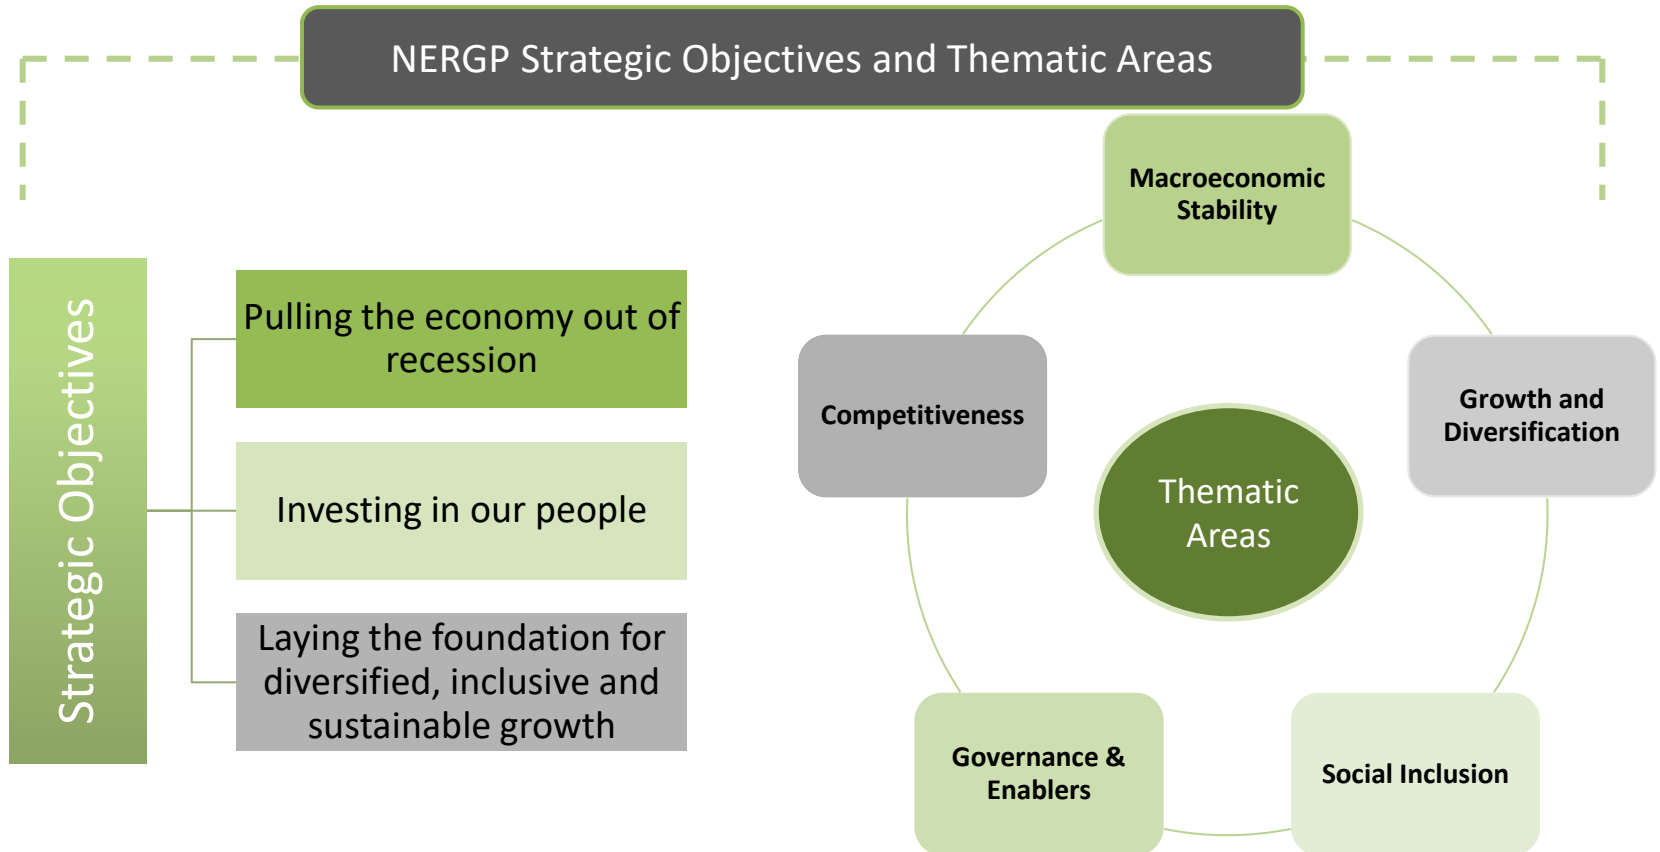 NERGP Strategic Objectives and Thematic Areas
Strategic Objectives
Pulling the economy out of
recession
Investing in our people
Laying the foundation for
diversified, inclusive and
sustainable growth
Macroeconomic
Stability
Growth and
Diversification
Social Inclusion
Governance &
Enablers
Competitiveness
Thematic
Areas